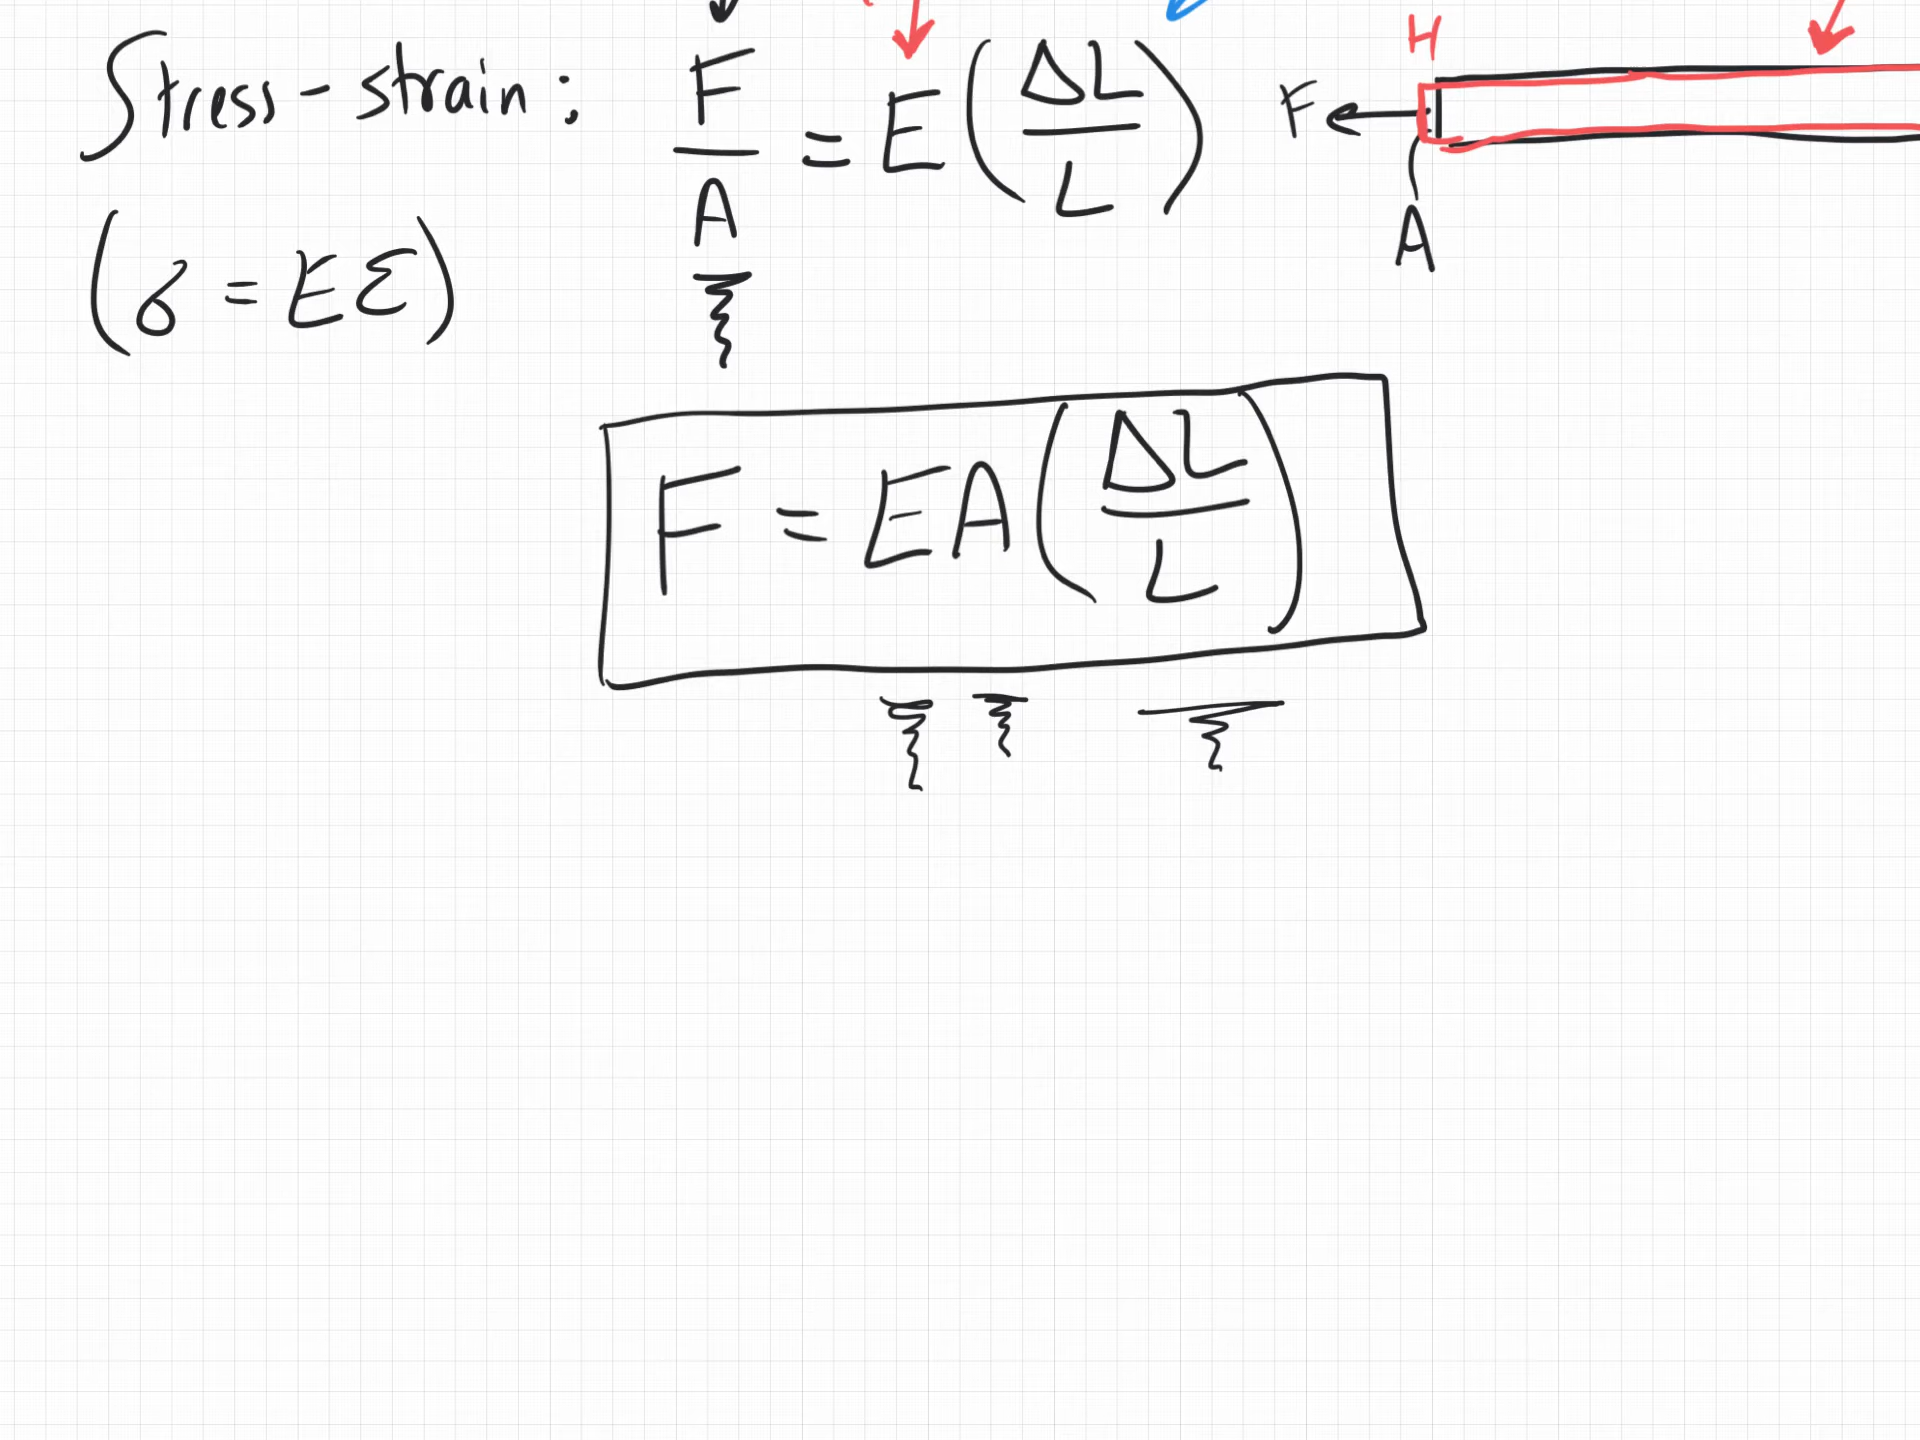 Stress-strain: F/A = E(ΔL/L)
H
F
A
(σ = Eε)
F = EA(ΔL/L)